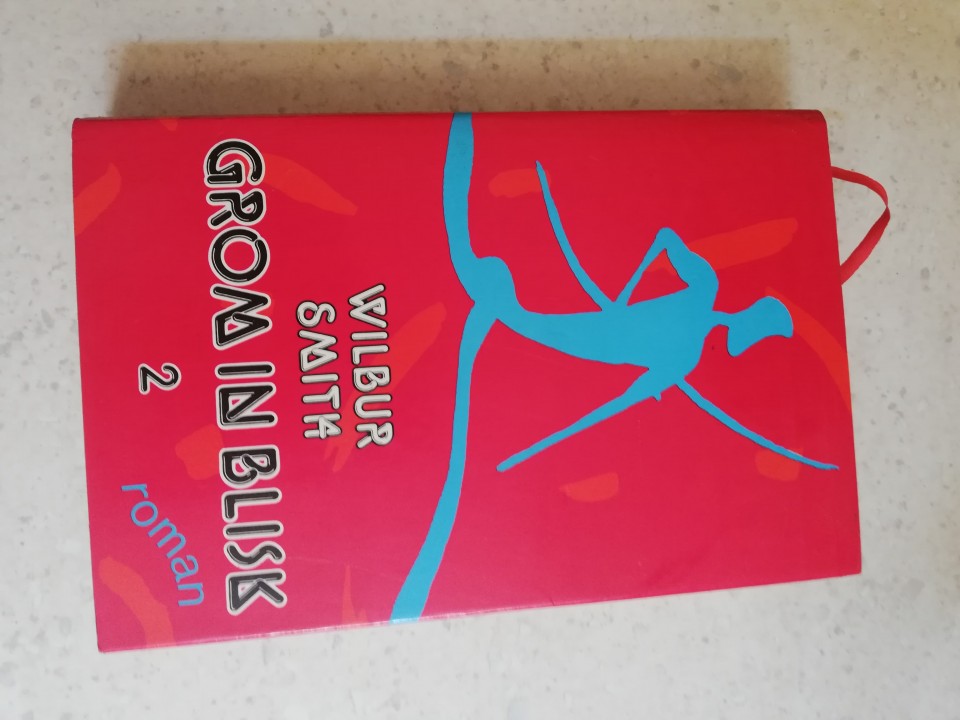 WILBUR
SMITH
GROM IN BLISK
2
roman